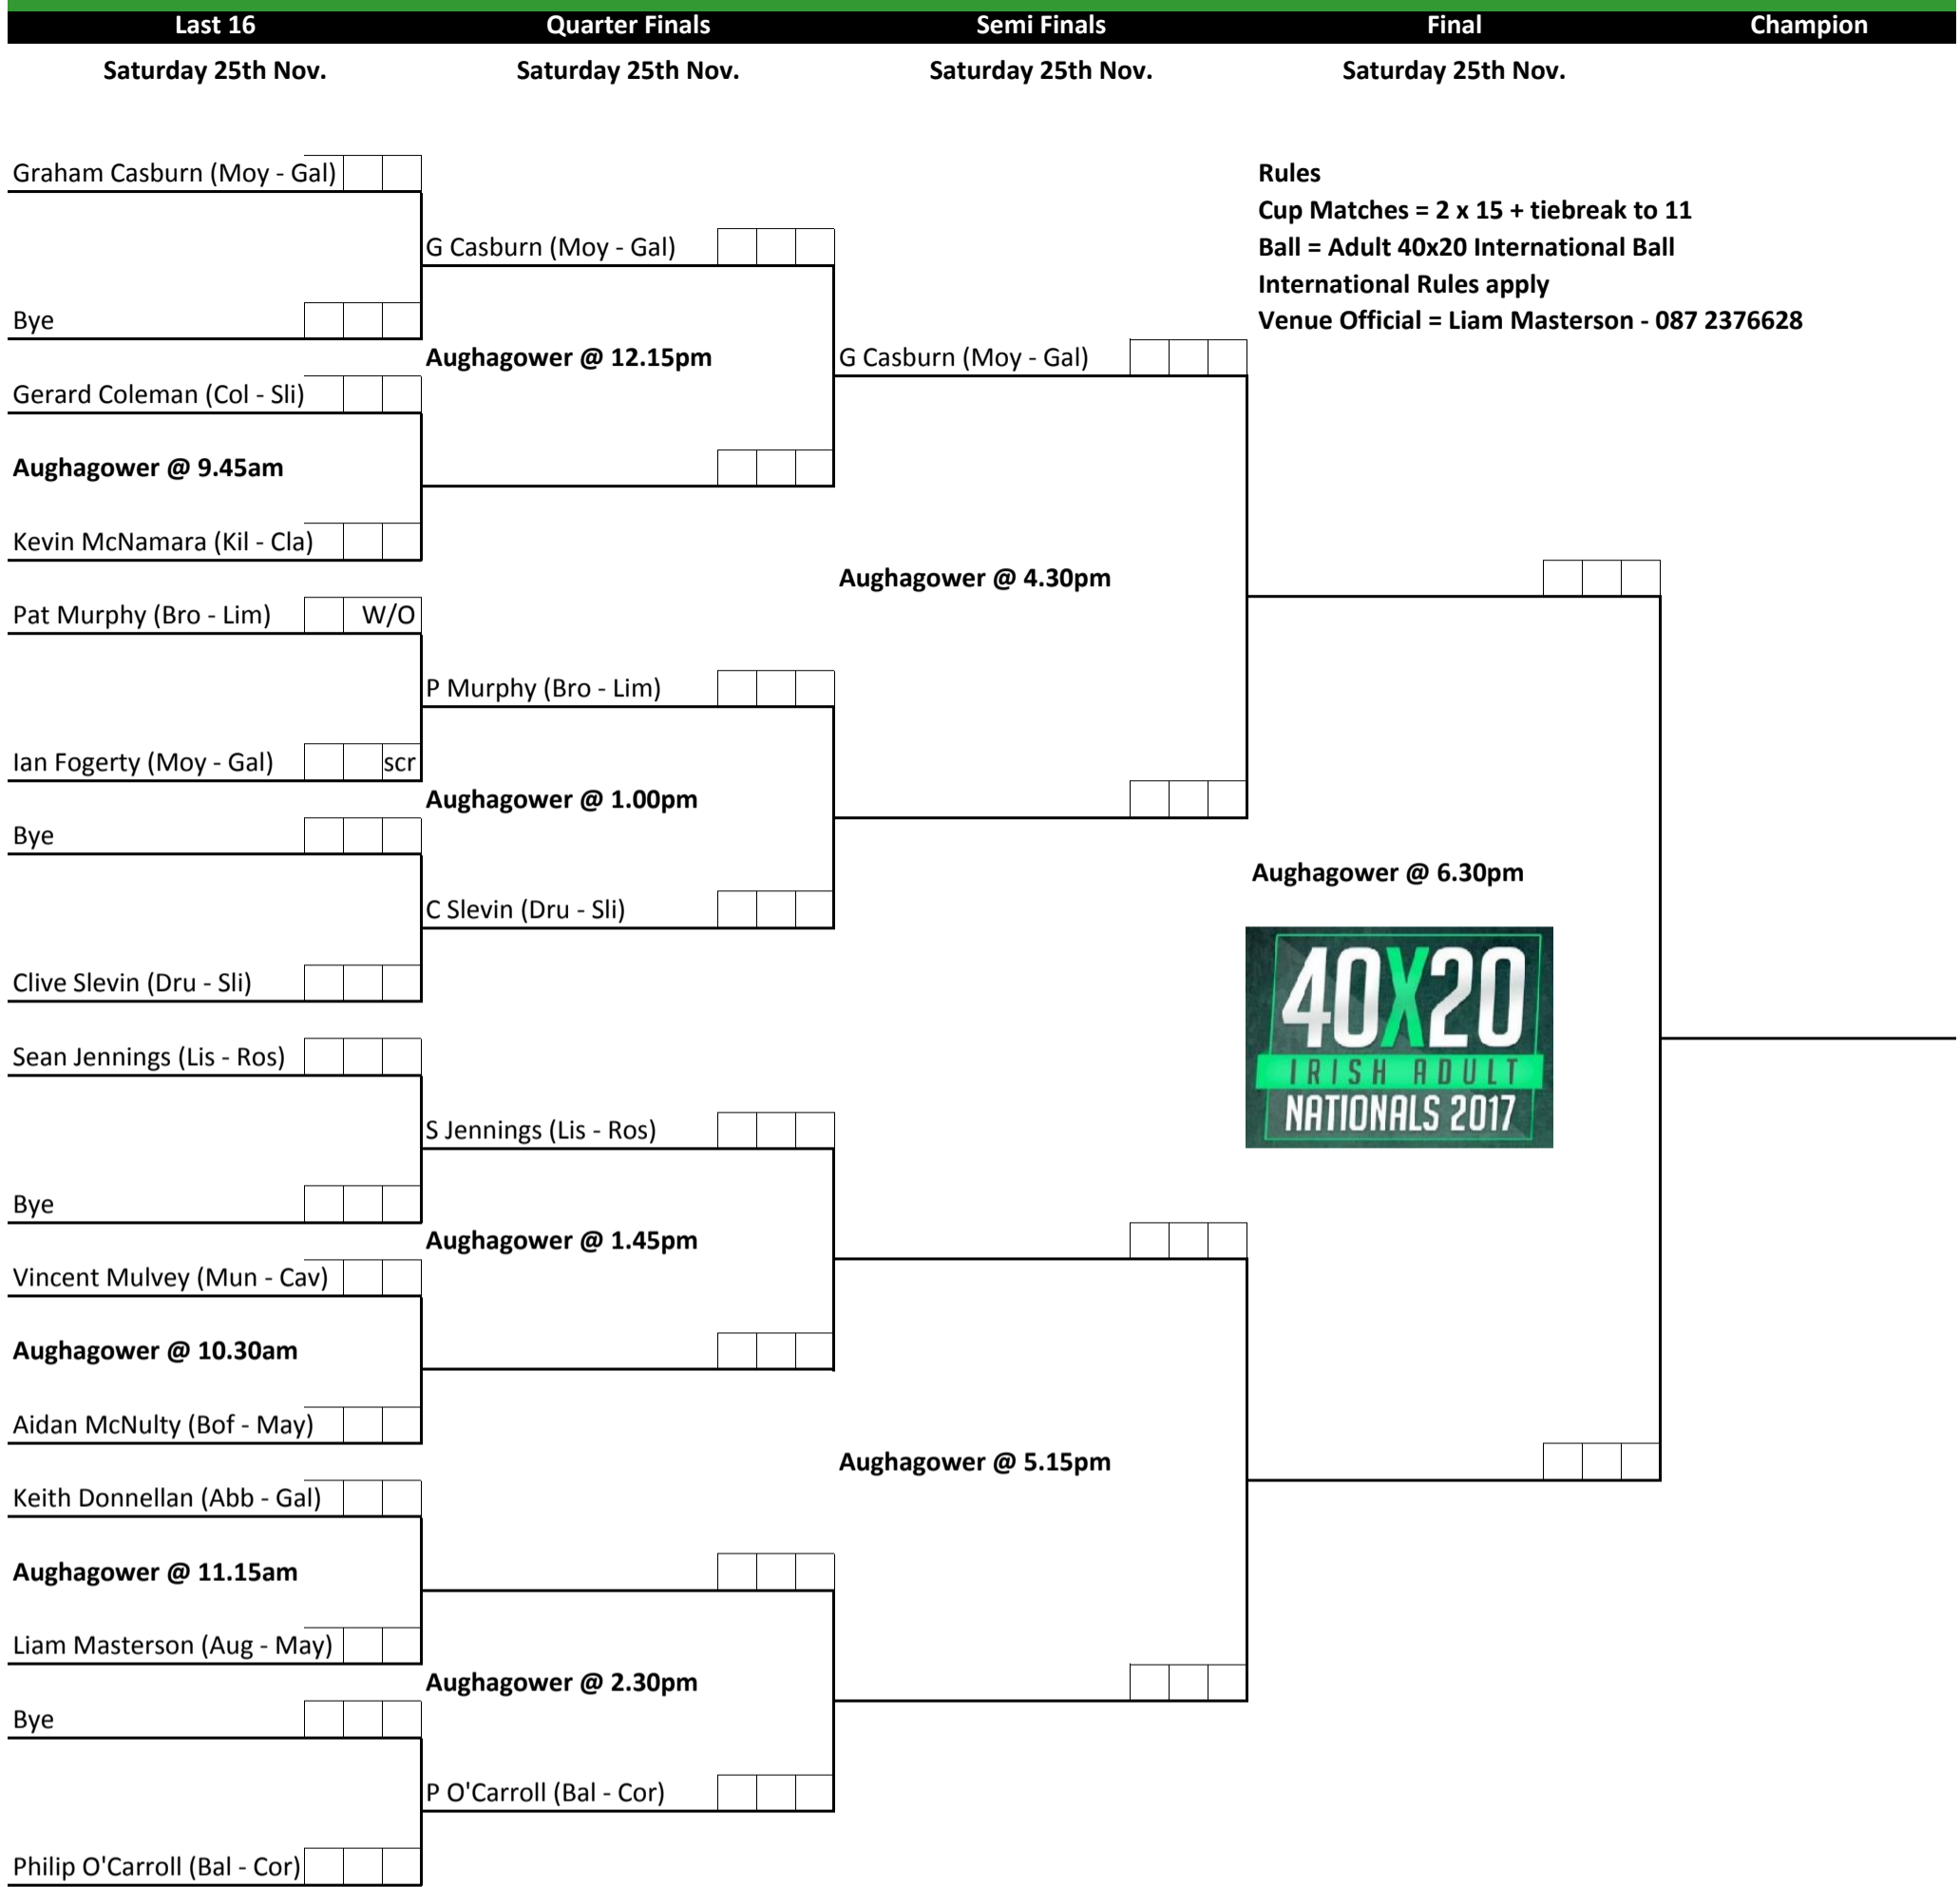 Last 16 Quarter Finals Semi Finals Final Champion
Saturday 25th Nov. Saturday 25th Nov. Saturday 25th Nov. Saturday 25th Nov.
Graham Casburn (Moy - Gal)
Rules
Cup Matches = 2 x 15 + tiebreak to 11
G Casburn (Moy - Gal)
Ball = Adult 40x20 International Ball
International Rules apply
Bye
Venue Official = Liam Masterson - 087 2376628
Aughagower @ 12.15pm
G Casburn (Moy - Gal)
Gerard Coleman (Col - Sli)
Aughagower @ 9.45am
Kevin McNamara (Kil - Cla)
Aughagower @ 4.30pm
Pat Murphy (Bro - Lim) W/O
P Murphy (Bro - Lim)
Ian Fogerty (Moy - Gal) scr
Aughagower @ 1.00pm
Bye
Aughagower @ 6.30pm
C Slevin (Dru - Sli)
Clive Slevin (Dru - Sli)
40X20
IRISH ADULT
NATIONALS 2017
Sean Jennings (Lis - Ros)
S Jennings (Lis - Ros)
Bye
Aughagower @ 1.45pm
Vincent Mulvey (Mun - Cav)
Aughagower @ 10.30am
Aidan McNulty (Bof - May)
Aughagower @ 5.15pm
Keith Donnellan (Abb - Gal)
Aughagower @ 11.15am
Liam Masterson (Aug - May)
Aughagower @ 2.30pm
Bye
P O'Carroll (Bal - Cor)
Philip O'Carroll (Bal - Cor)